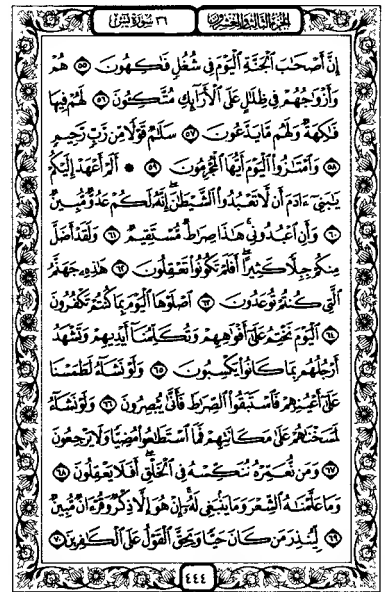 الجزء الثالث والعشرون ٣٦ سورة يس
إِنَّ أَصْحَٰبَ ٱلْجَنَّةِ ٱلْيَوْمَ فِى شُغُلٍ فَٰكِهُونَ ٥٥ هُمْ
وَأَزْوَٰجُهُمْ فِى ظِلَٰلٍ عَلَى ٱلْأَرَآئِكِ مُتَّكِـُٔونَ ٥٦ لَهُمْ فِيهَا
فَٰكِهَةٌ وَلَهُم مَّا يَدَّعُونَ ٥٧ سَلَٰمٌ قَوْلًا مِّن رَّبٍّ رَّحِيمٍ
٥٨ وَٱمْتَٰزُوا۟ ٱلْيَوْمَ أَيُّهَا ٱلْمُجْرِمُونَ ٥٩ ۞ أَلَمْ أَعْهَدْ إِلَيْكُمْ
يَٰبَنِىٓ ءَادَمَ أَن لَّا تَعْبُدُوا۟ ٱلشَّيْطَٰنَ ۖ إِنَّهُۥ لَكُمْ عَدُوٌّ مُّبِينٌ
٦٠ وَأَنِ ٱعْبُدُونِى ۚ هَٰذَا صِرَٰطٌ مُّسْتَقِيمٌ ٦١ وَلَقَدْ أَضَلَّ
مِنكُمْ جِبِلًّا كَثِيرًا ۖ أَفَلَمْ تَكُونُوا۟ تَعْقِلُونَ ٦٢ هَٰذِهِۦ جَهَنَّمُ
ٱلَّتِى كُنتُمْ تُوعَدُونَ ٦٣ ٱصْلَوْهَا ٱلْيَوْمَ بِمَا كُنتُمْ تَكْفُرُونَ
٦٤ ٱلْيَوْمَ نَخْتِمُ عَلَىٰٓ أَفْوَٰهِهِمْ وَتُكَلِّمُنَآ أَيْدِيهِمْ وَتَشْهَدُ
أَرْجُلُهُم بِمَا كَانُوا۟ يَكْسِبُونَ ٦٥ وَلَوْ نَشَآءُ لَطَمَسْنَا
عَلَىٰٓ أَعْيُنِهِمْ فَٱسْتَبَقُوا۟ ٱلصِّرَٰطَ فَأَنَّىٰ يُبْصِرُونَ ٦٦ وَلَوْ نَشَآءُ
لَمَسَخْنَٰهُمْ عَلَىٰ مَكَانَتِهِمْ فَمَا ٱسْتَطَٰعُوا۟ مُضِيًّا وَلَا يَرْجِعُونَ
٦٧ وَمَن نُّعَمِّرْهُ نُنَكِّسْهُ فِى ٱلْخَلْقِ ۖ أَفَلَا يَعْقِلُونَ ٦٨
وَمَا عَلَّمْنَٰهُ ٱلشِّعْرَ وَمَا يَنۢبَغِى لَهُۥٓ ۚ إِنْ هُوَ إِلَّا ذِكْرٌ وَقُرْءَانٌ مُّبِينٌ
٦٩ لِّيُنذِرَ مَن كَانَ حَيًّا وَيَحِقَّ ٱلْقَوْلُ عَلَى ٱلْكَٰفِرِينَ ٧٠
٤٤٤